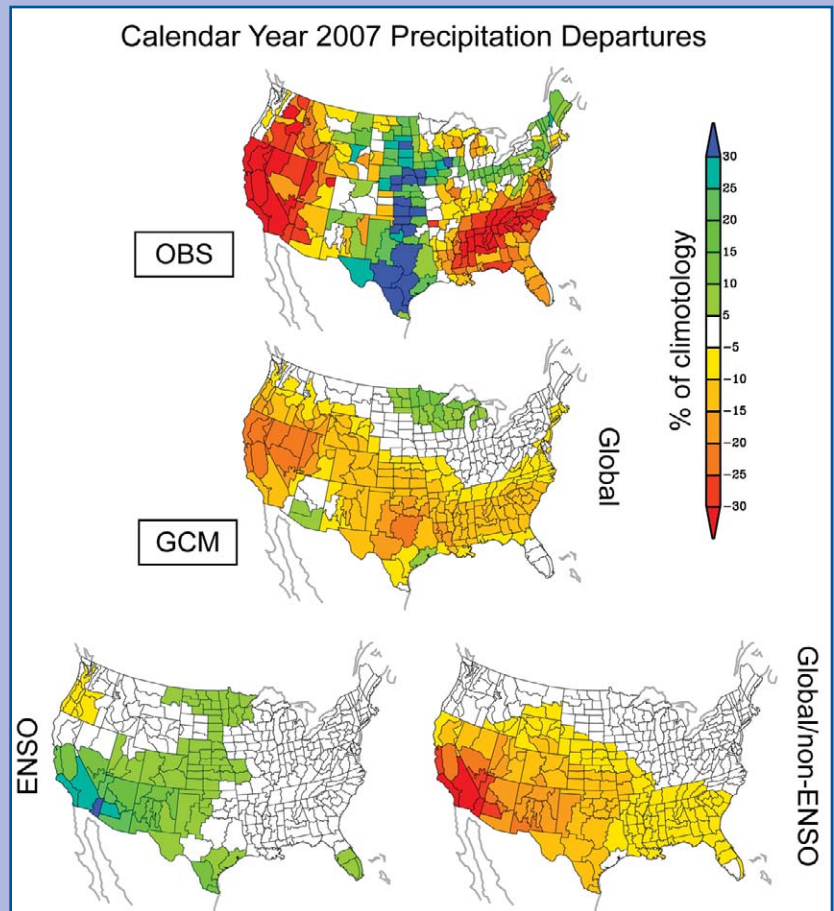 Calendar Year 2007 Precipitation Departures
OBS
30
25
20
15
10
5
-5
-10
-15
-20
-25
-30
% of climotology
Global
GCM
ENSO
Global/non-ENSO